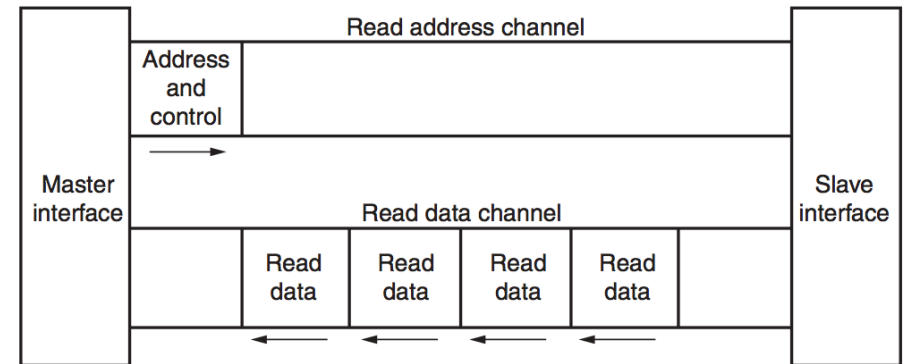 Read address channel
Address
and
control
Master
interface
Slave
interface
Read data channel
Read
data
Read
data
Read
data
Read
data